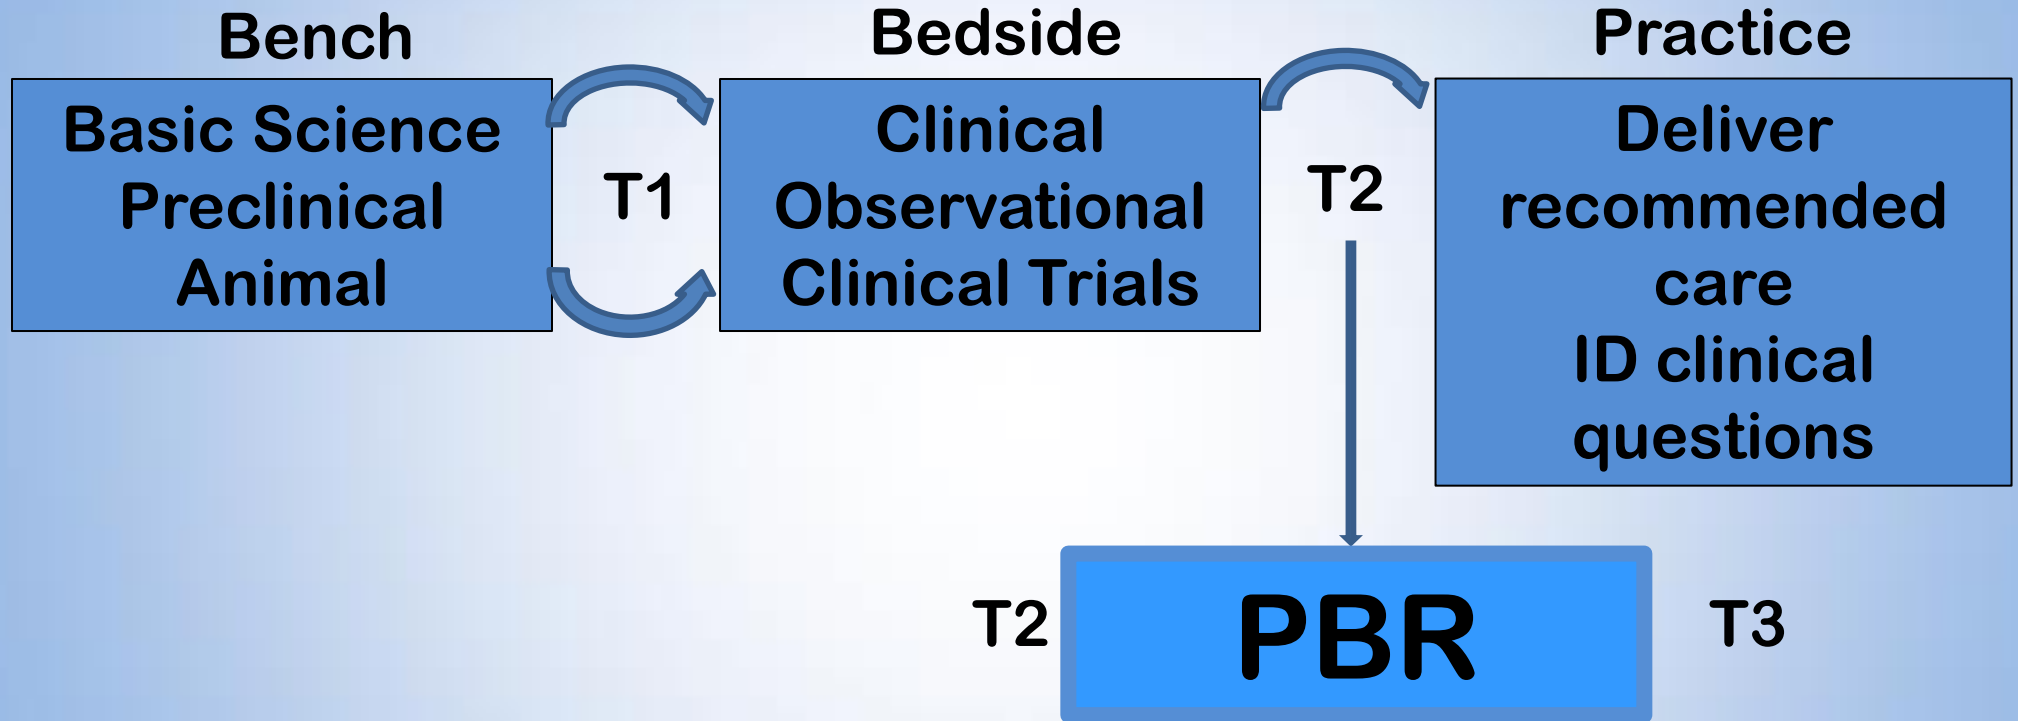 Bench
Basic Science
Preclinical
Animal
T1
Bedside
Clinical
Observational
Clinical Trials
T2
Practice
Deliver
recommended
care
ID clinical
questions
T2
PBR
T3